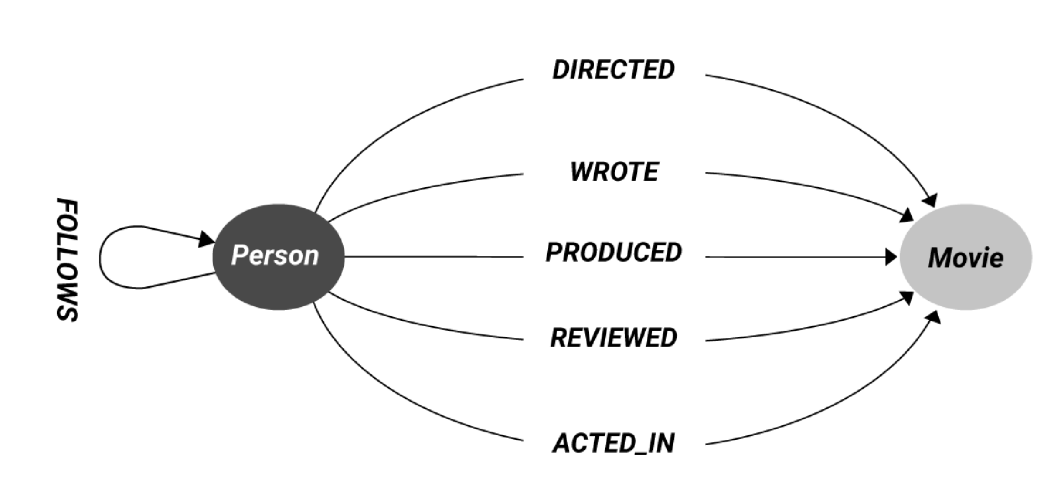 DIRECTED
WROTE
FOLLOWS
Person
PRODUCED
Movie
REVIEWED
ACTED_IN